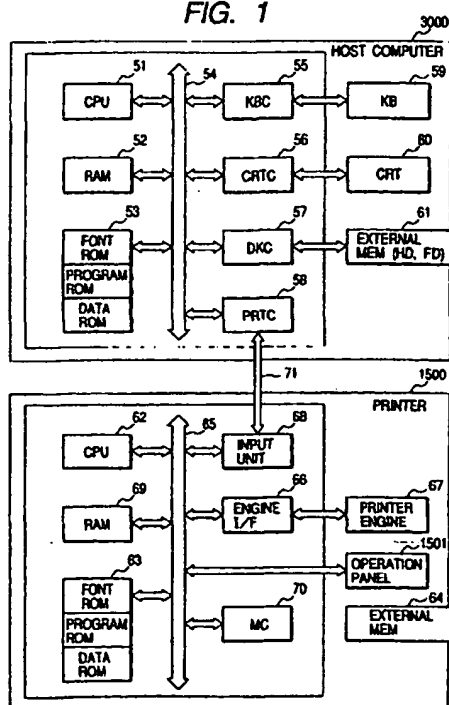 FIG. 1
3000
HOST COMPUTER
51
54
55
59
CPU
KBC
KB
52
56
60
RAM
CRTC
CRT
53
57
61
FONT ROM
PROGRAM ROM
DATA ROM
DKC
EXTERNAL MEM (HD, FD)
58
PRTC
71
1500
PRINTER
62
65
68
CPU
INPUT UNIT
69
66
67
RAM
ENGINE I/F
PRINTER ENGINE
1501
OPERATION PANEL
63
70
64
FONT ROM
PROGRAM ROM
DATA ROM
MC
EXTERNAL MEM